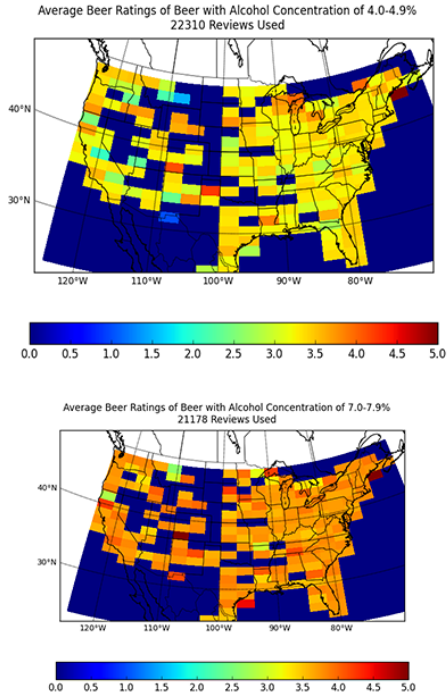 Average Beer Ratings of Beer with Alcohol Concentration of 4.0-4.9%
22310 Reviews Used
40°N
30°N
120°W 110°W 100°W 90°W 80°W
0.0 0.5 1.0 1.5 2.0 2.5 3.0 3.5 4.0 4.5 5.0
Average Beer Ratings of Beer with Alcohol Concentration of 7.0-7.9%
21178 Reviews Used
40°N
30°N
120°W 110°W 100°W 90°W 80°W
0.0 0.5 1.0 1.5 2.0 2.5 3.0 3.5 4.0 4.5 5.0